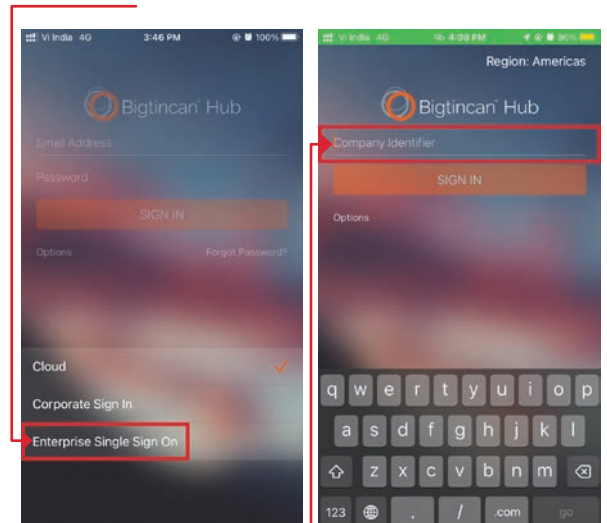 Vi India 4G 3:46 PM 100%
Bigtincan Hub
Email Address
Password
SIGN IN
Options Forgot Password?
Cloud
Corporate Sign In
Enterprise Single Sign On
Vi India 4G 4:08 PM 96%
Region: Americas
Bigtincan Hub
Company Identifier
SIGN IN
Options
q w e r t y u i o p
a s d f g h j k l
z x c v b n m
123 . / .com go